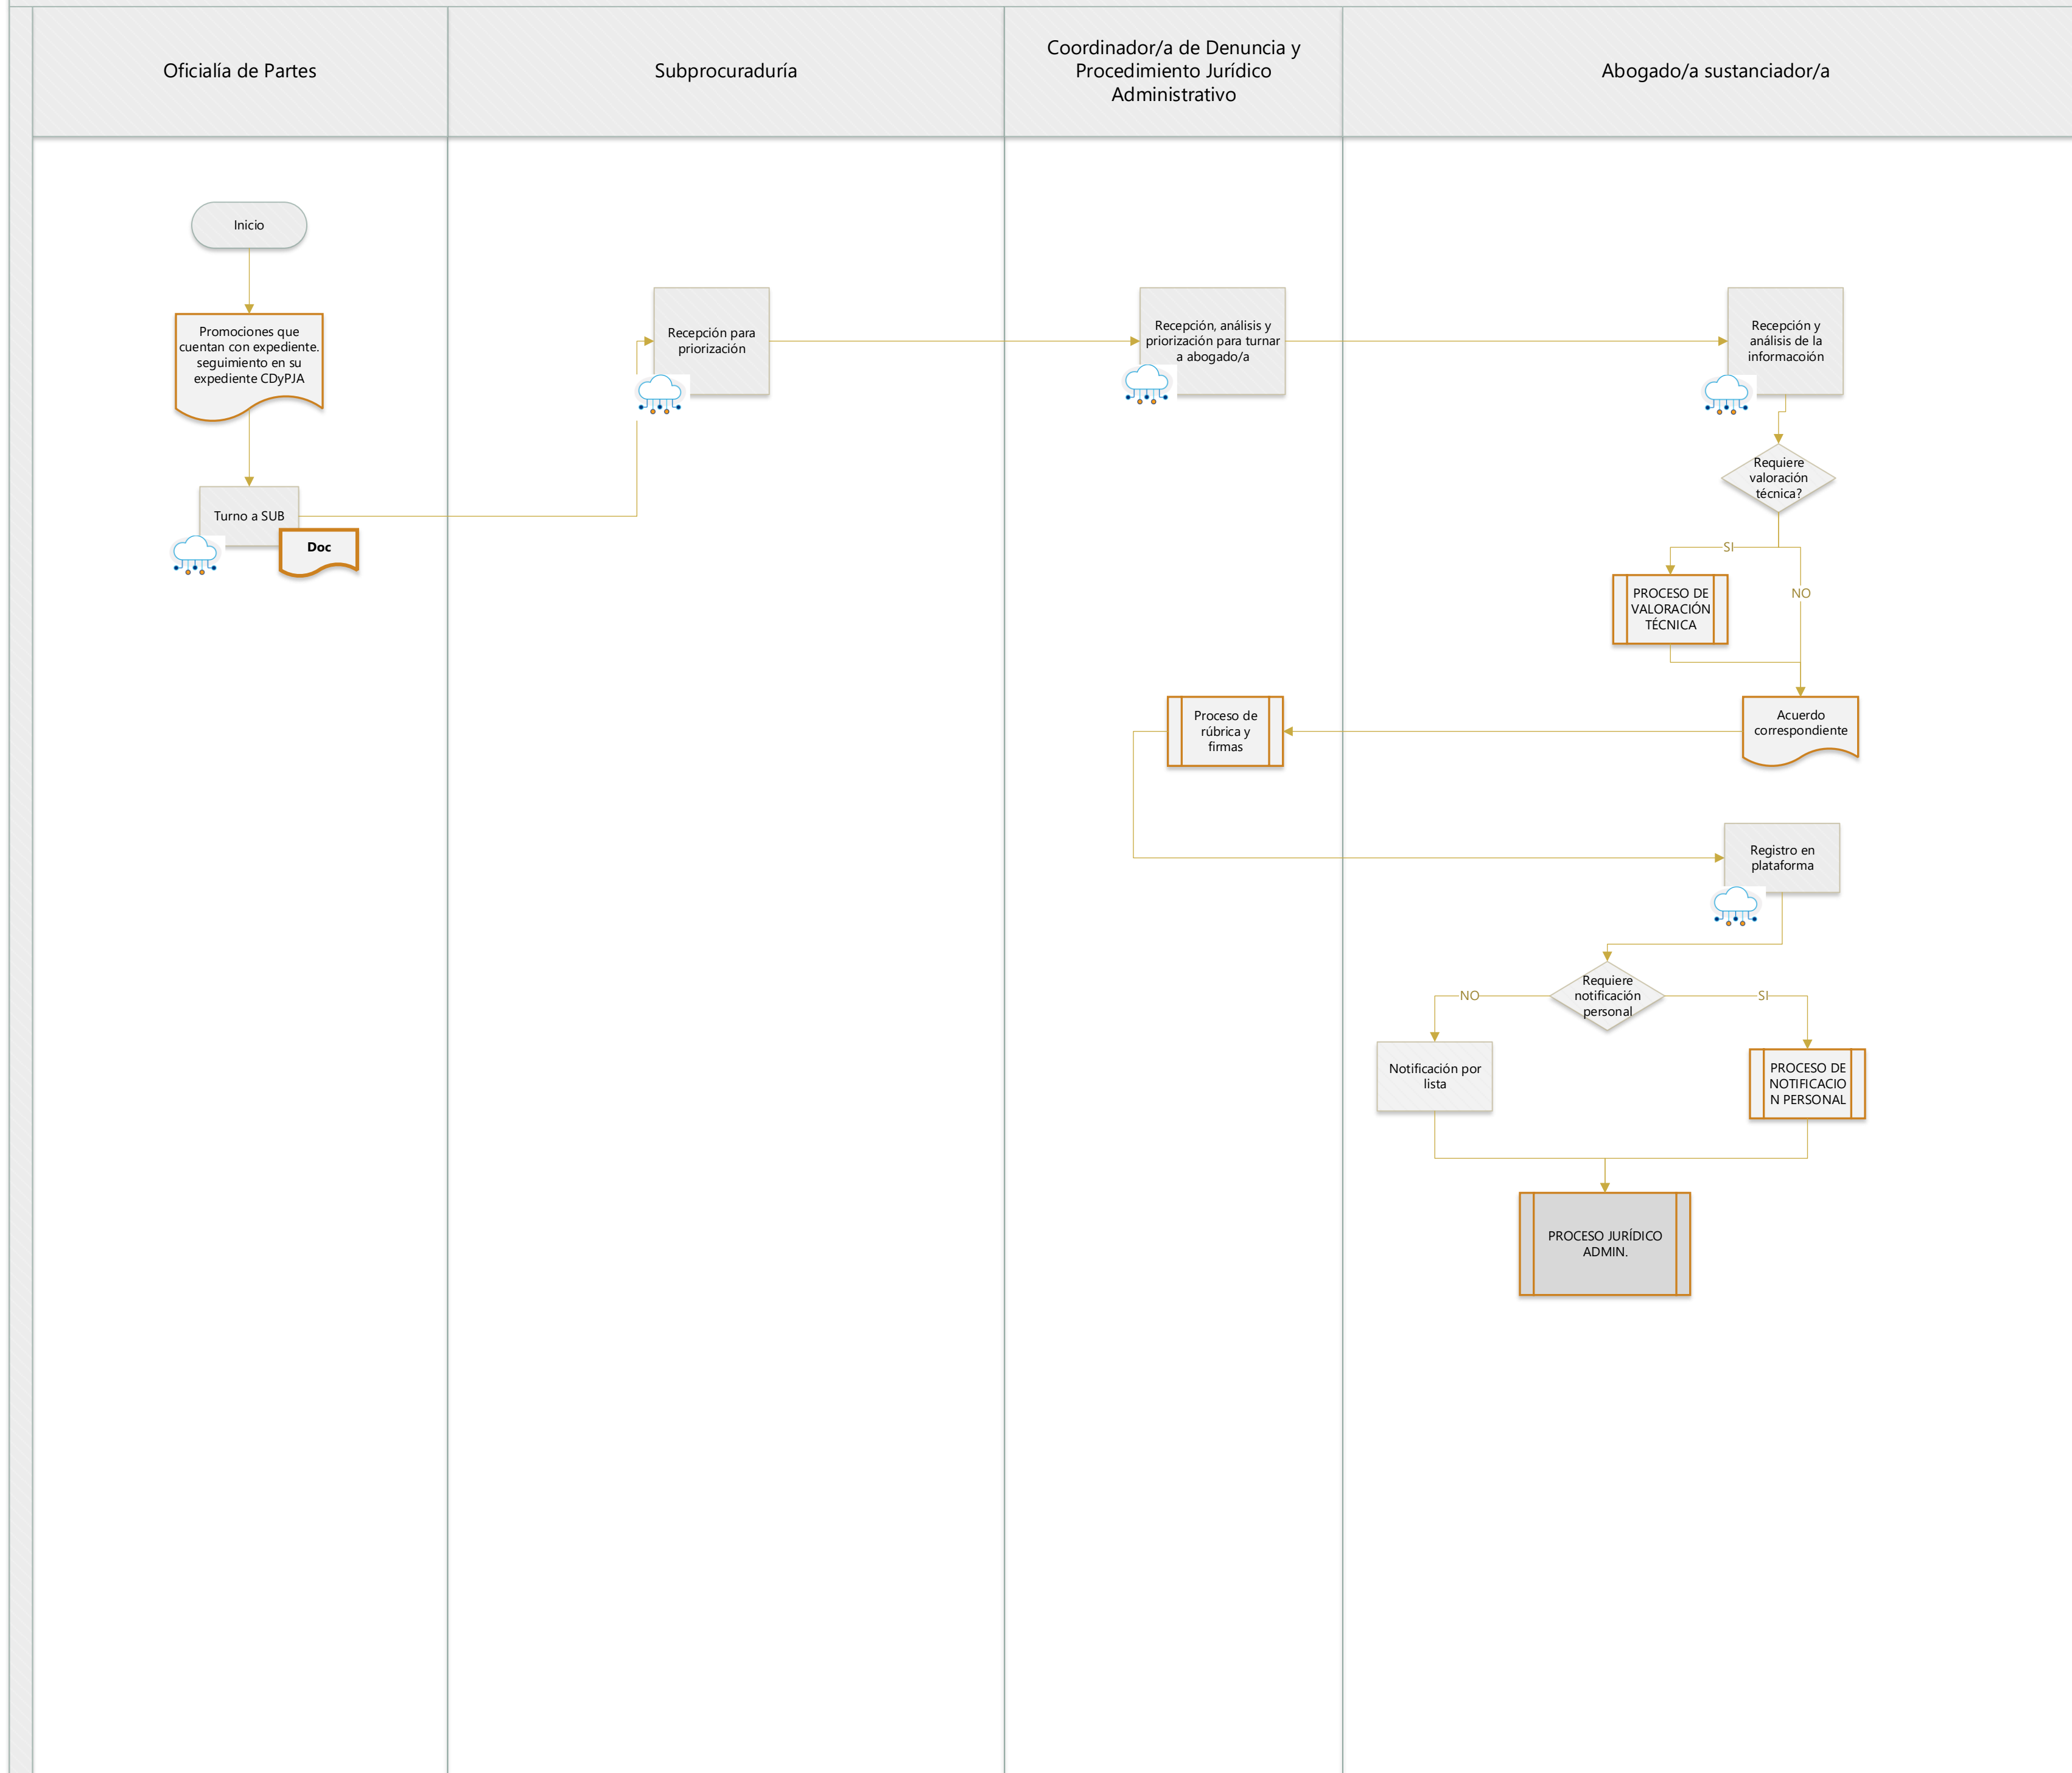 Oficialía de Partes
Subprocuraduría
Coordinador/a de Denuncia y
Procedimiento Jurídico
Administrativo
Abogado/a sustanciador/a
Inicio
Promociones que
cuentan con expediente.
seguimiento en su
expediente CDyPJA
Turno a SUB
Doc
Recepción para
priorización
Recepción, análisis y
priorización para turnar
a abogado/a
Recepción y
análisis de la
informacoión
Requiere
valoración
técnica?
SI
NO
PROCESO DE
VALORACIÓN
TÉCNICA
Acuerdo
correspondiente
Proceso de
rúbrica y
firmas
Registro en
plataforma
Requiere
notificación
personal
NO
SI
Notificación por
lista
PROCESO DE
NOTIFICACIO
N PERSONAL
PROCESO JURÍDICO
ADMIN.